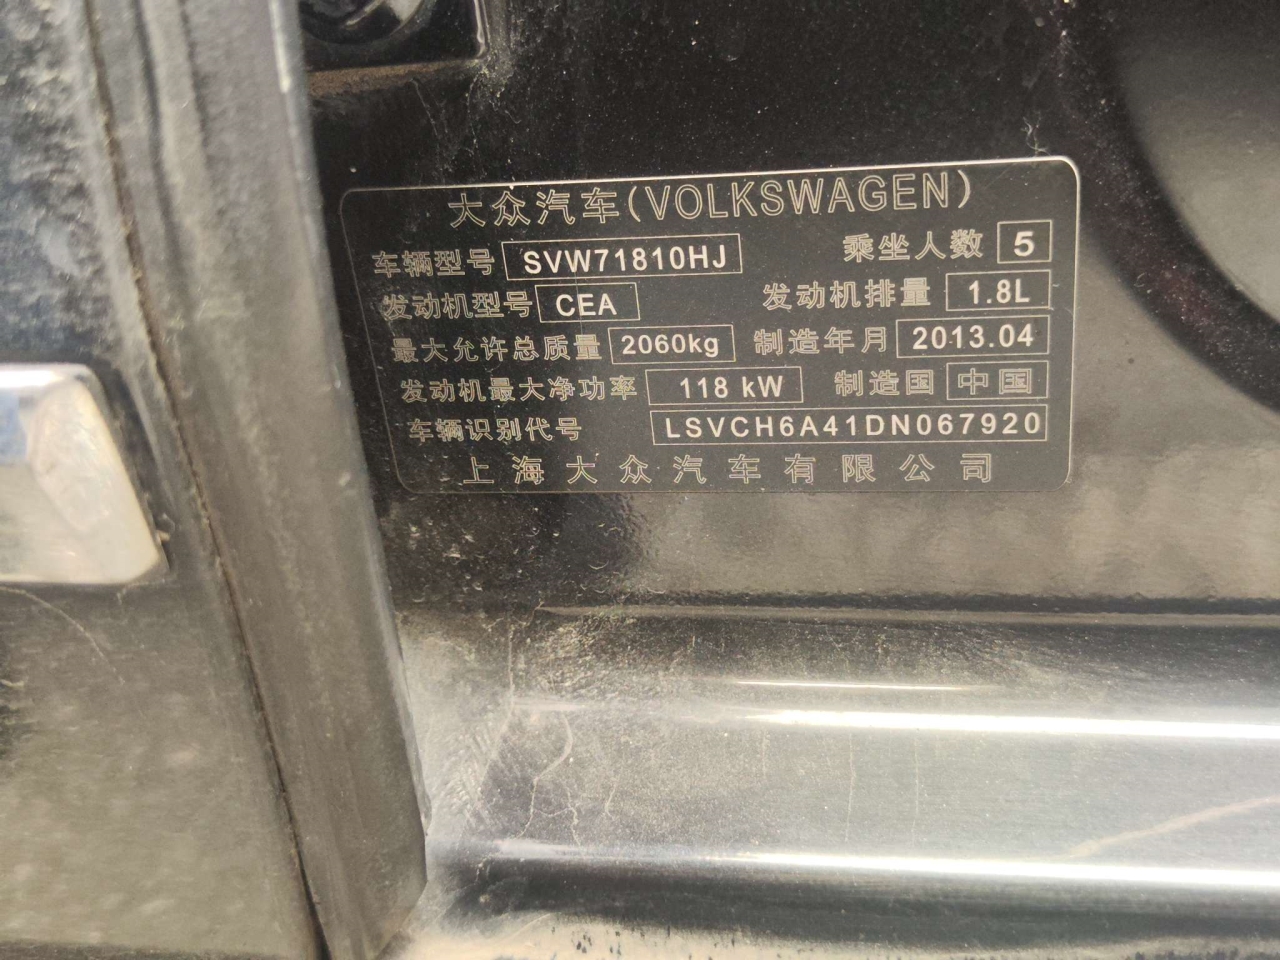 大众汽车(VOLKSWAGEN)
车辆型号 SVW71810HJ 乘坐人数 5
发动机型号 CEA 发动机排量 1.8L
最大允许总质量 2060kg 制造年月 2013.04
发动机最大净功率 118 kW 制造国 中国
车辆识别代号 LSVCH6A41DN067920
上海大众汽车有限公司